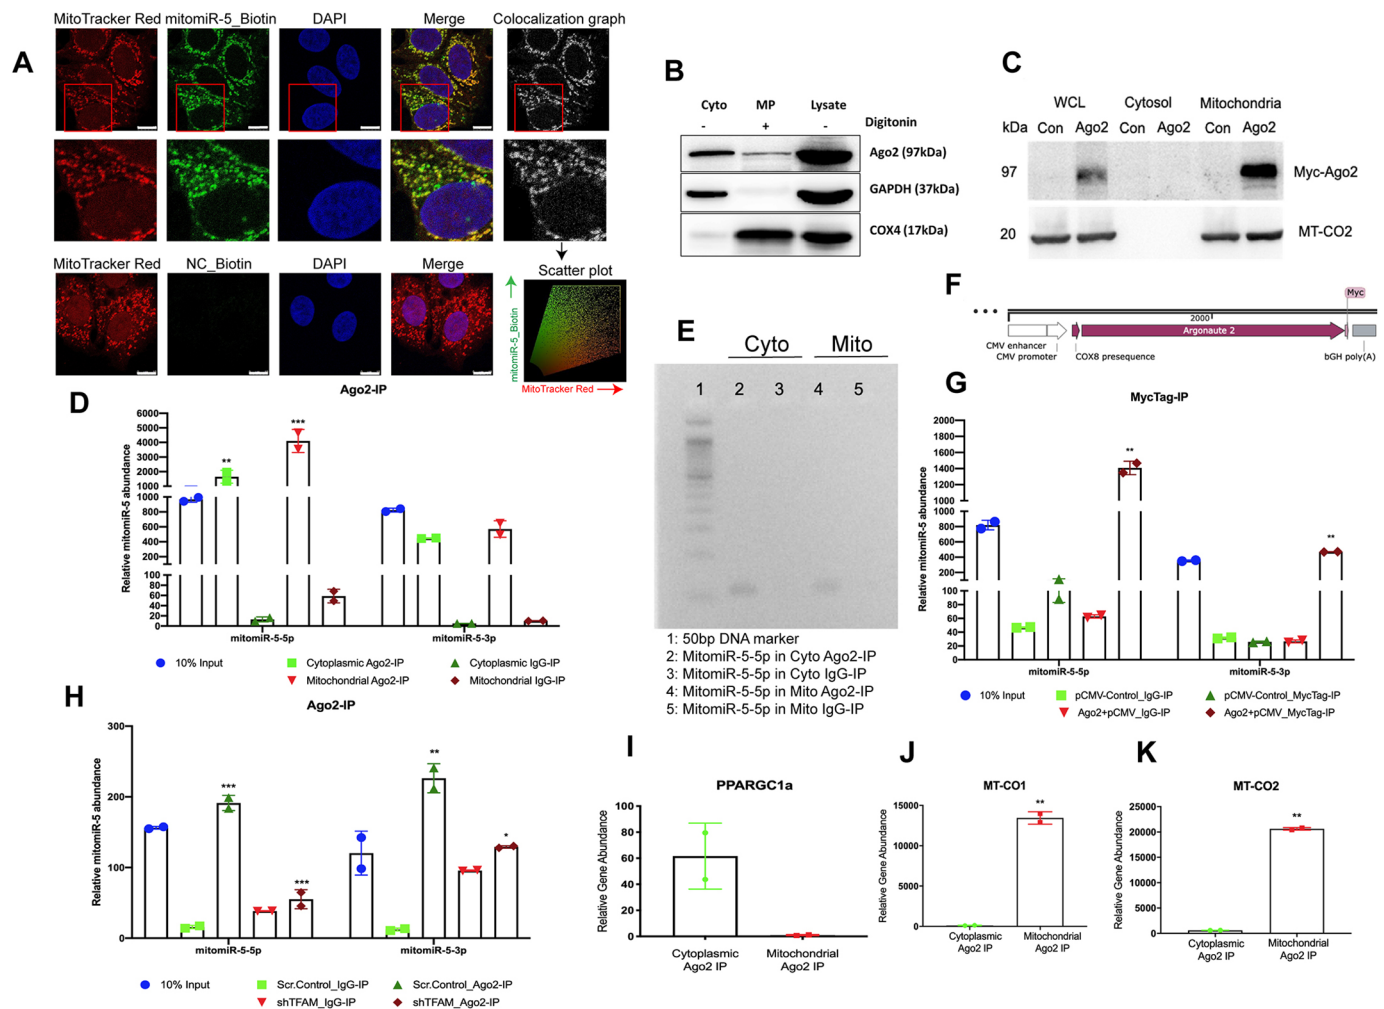 A
MitoTracker Red mitomiR-5_Biotin DAPI Merge Colocalization graph
MitoTracker Red NC_Biotin DAPI Merge Scatter plot
mitomiR-5_Biotin
MitoTracker Red
B
Cyto MP Lysate
- + - Digitonin
Ago2 (97kDa)
GAPDH (37kDa)
COX4 (17kDa)
C
WCL Cytosol Mitochondria
kDa Con Ago2 Con Ago2 Con Ago2
97 Myc-Ago2
20 MT-CO2
D
Ago2-IP
Relative mitomiR-5 abundance
6000
5000
4000
3000
2000
1000
1000
800
600
400
200
100
80
60
40
20
0
** ***
mitomiR-5-5p mitomiR-5-3p
10% Input Cytoplasmic Ago2-IP Cytoplasmic IgG-IP
Mitochondrial Ago2-IP Mitochondrial IgG-IP
E
Cyto Mito
1 2 3 4 5
1: 50bp DNA marker
2: MitomiR-5-5p in Cyto Ago2-IP
3: MitomiR-5-5p in Cyto IgG-IP
4: MitomiR-5-5p in Mito Ago2-IP
5: MitomiR-5-5p in Mito IgG-IP
F
Myc
2000
Argonaute 2
CMV enhancer
CMV promoter
COX8 presequence
bGH poly(A)
G
MycTag-IP
Relative mitomiR-5 abundance
2000
1800
1600
1400
1200
1000
1000
800
600
400
200
100
80
60
40
20
0
** **
mitomiR-5-5p mitomiR-5-3p
10% Input pCMV-Control_IgG-IP pCMV-Control_MycTag-IP
Ago2+pCMV_IgG-IP Ago2+pCMV_MycTag-IP
H
Ago2-IP
Relative mitomiR-5 abundance
300
200
100
0
*** *** ** *
mitomiR-5-5p mitomiR-5-3p
10% Input Scr.Control_IgG-IP Scr.Control_Ago2-IP
shTFAM_IgG-IP shTFAM_Ago2-IP
I
PPARGC1a
Relative Gene Abundance
100
80
60
40
20
0
Cytoplasmic Mitochondrial
Ago2 IP Ago2 IP
J
MT-CO1
Relative Gene Abundance
15000
10000
5000
0
**
Cytoplasmic Mitochondrial
Ago2 IP Ago2 IP
K
MT-CO2
Relative Gene Abundance
25000
20000
15000
10000
5000
0
**
Cytoplasmic Mitochondrial
Ago2 IP Ago2 IP